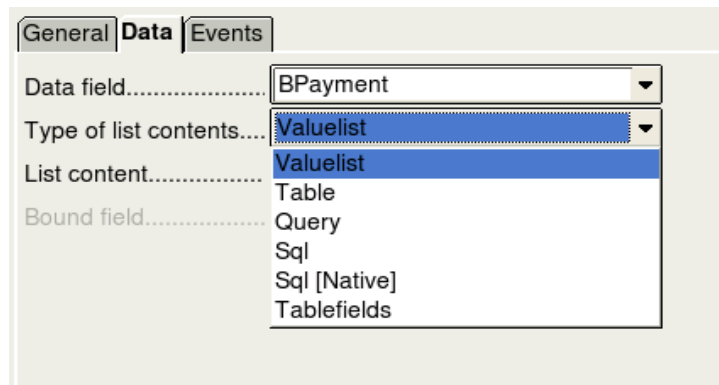 General Data Events
Data field..................... BPayment
Type of list contents.... Valuelist
List content................. Valuelist
Table
Bound field.................. Query
Sql
Sql [Native]
Tablefields